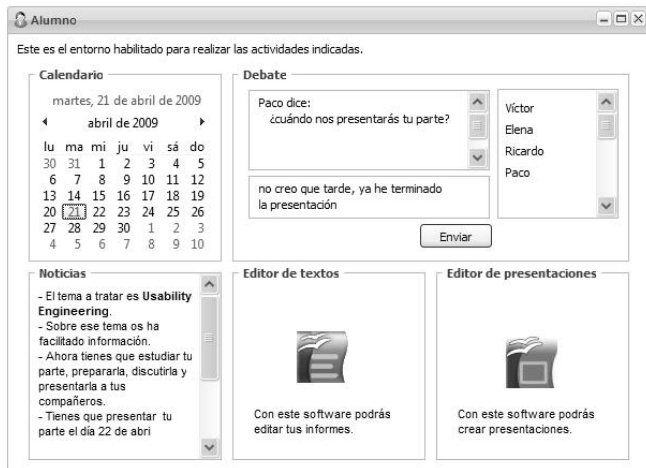 Alumno
Este es el entorno habilitado para realizar las actividades indicadas.
Calendario
martes, 21 de abril de 2009
abril de 2009
lu ma mi ju vi sá do
30 31 1 2 3 4 5
6 7 8 9 10 11 12
13 14 15 16 17 18 19
20 21 22 23 24 25 26
27 28 29 30 1 2 3
4 5 6 7 8 9 10
Debate
Paco dice:
¿cuándo nos presentarás tu parte?
no creo que tarde, ya he terminado
la presentación
Enviar
Víctor
Elena
Ricardo
Paco
Noticias
- El tema a tratar es Usability
Engineering.
- Sobre ese tema os ha
facilitado información.
- Ahora tienes que estudiar tu
parte, prepararla, discutirla y
presentarla a tus
compañeros.
- Tienes que presentar tu
parte el día 22 de abri
Editor de textos
Con este software podrás
editar tus informes.
Editor de presentaciones
Con este software podrás
crear presentaciones.